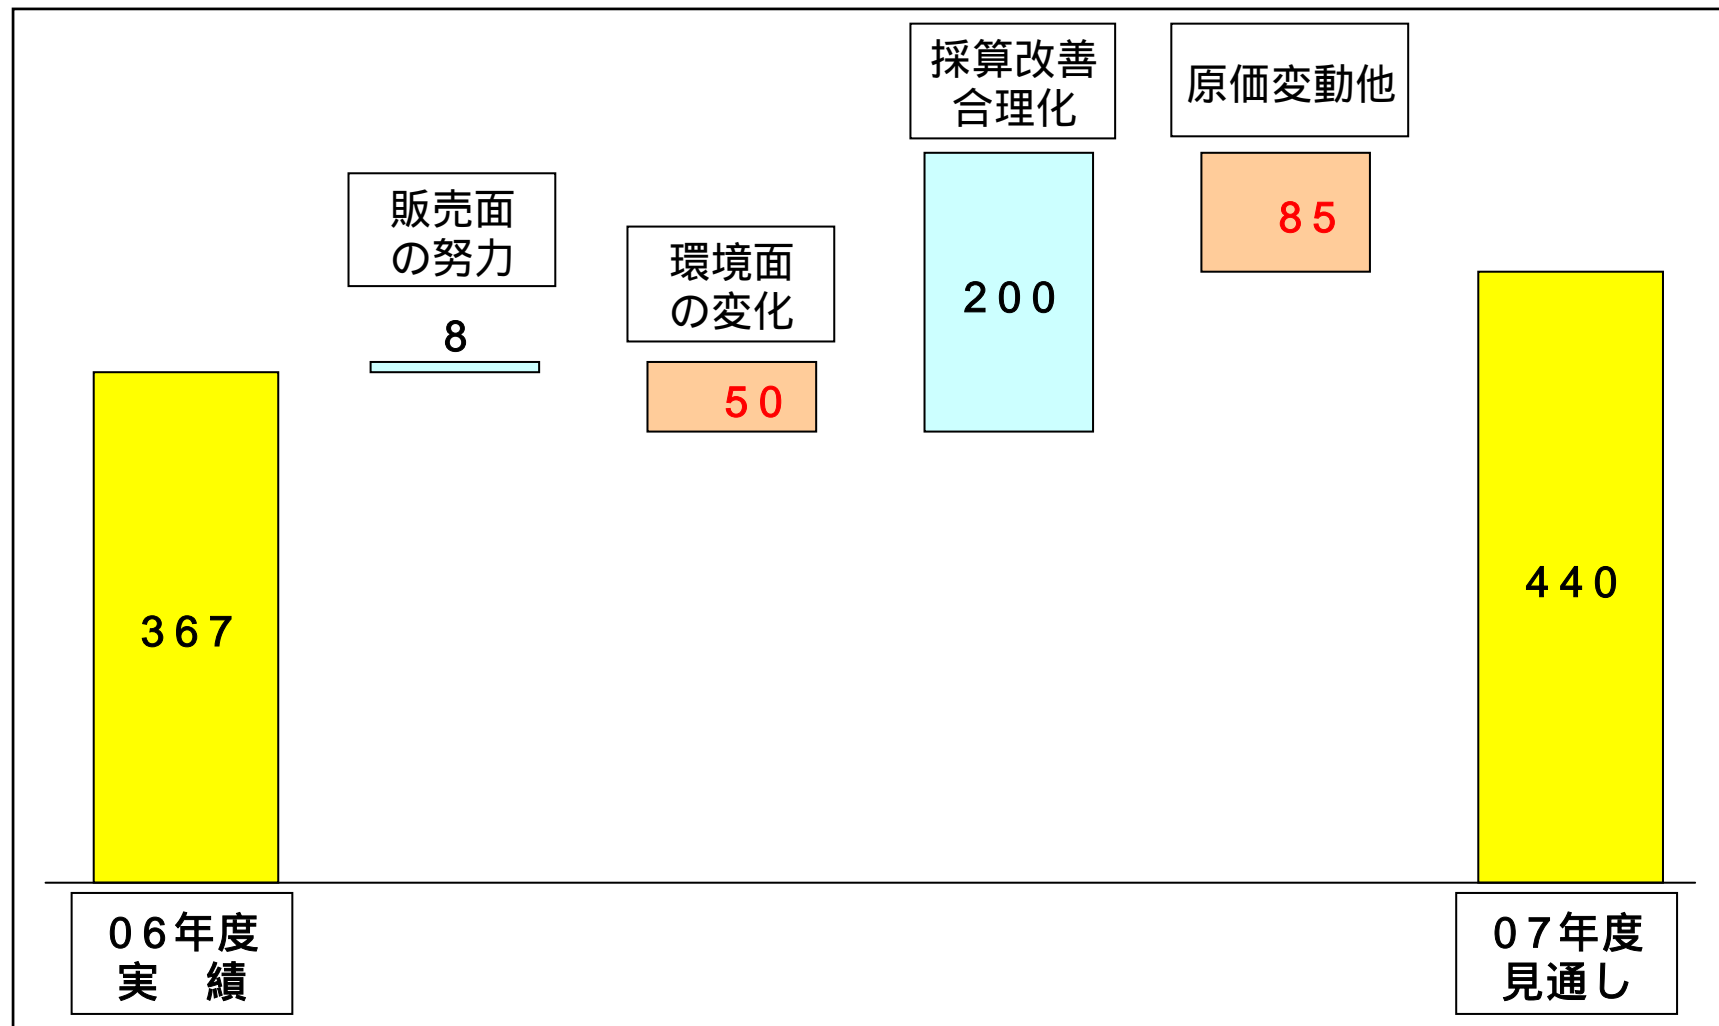 採算改善
合理化
原価変動他
販売面
の努力
環境面
の変化
８
５０
２００
８５
３６７
４４０
０６年度
実　績
０７年度
見通し